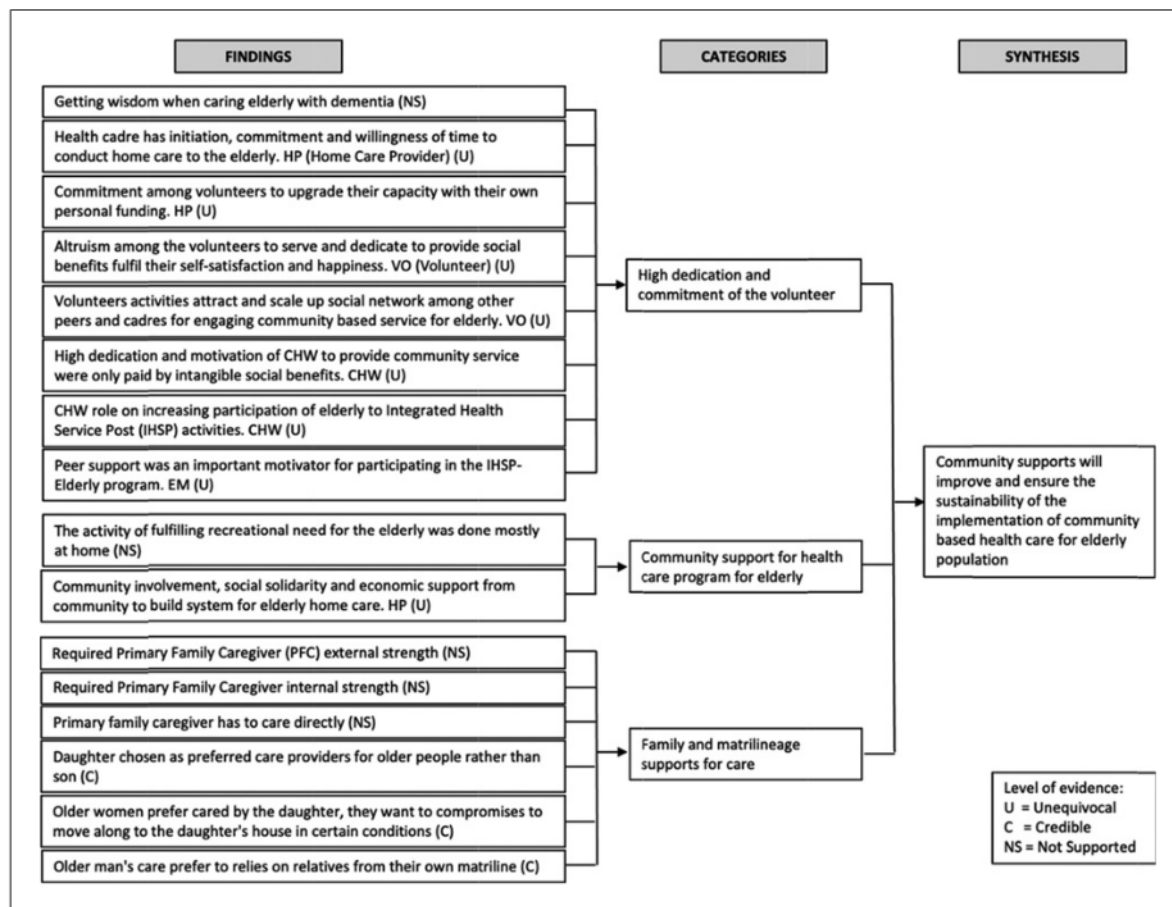 FINDINGS
CATEGORIES
SYNTHESIS
Getting wisdom when caring elderly with dementia (NS)
Health cadre has initiation, commitment and willingness of time to
conduct home care to the elderly. HP (Home Care Provider) (U)
Commitment among volunteers to upgrade their capacity with their own
personal funding. HP (U)
Altruism among the volunteers to serve and dedicate to provide social
benefits fulfil their self-satisfaction and happiness. VO (Volunteer) (U)
Volunteers activities attract and scale up social network among other
peers and cadres for engaging community based service for elderly. VO (U)
High dedication and motivation of CHW to provide community service
were only paid by intangible social benefits. CHW (U)
CHW role on increasing participation of elderly to Integrated Health
Service Post (IHSP) activities. CHW (U)
Peer support was an important motivator for participating in the IHSP-
Elderly program. EM (U)
The activity of fulfilling recreational need for the elderly was done mostly
at home (NS)
Community involvement, social solidarity and economic support from
community to build system for elderly home care. HP (U)
Required Primary Family Caregiver (PFC) external strength (NS)
Required Primary Family Caregiver internal strength (NS)
Primary family caregiver has to care directly (NS)
Daughter chosen as preferred care providers for older people rather than
son (C)
Older women prefer cared by the daughter, they want to compromises to
move along to the daughter's house in certain conditions (C)
Older man's care prefer to relies on relatives from their own matriline (C)
High dedication and
commitment of the volunteer
Community support for health
care program for elderly
Family and matrilineage
supports for care
Community supports will
improve and ensure the
sustainability of the
implementation of community
based health care for elderly
population
Level of evidence:
U = Unequivocal
C = Credible
NS = Not Supported